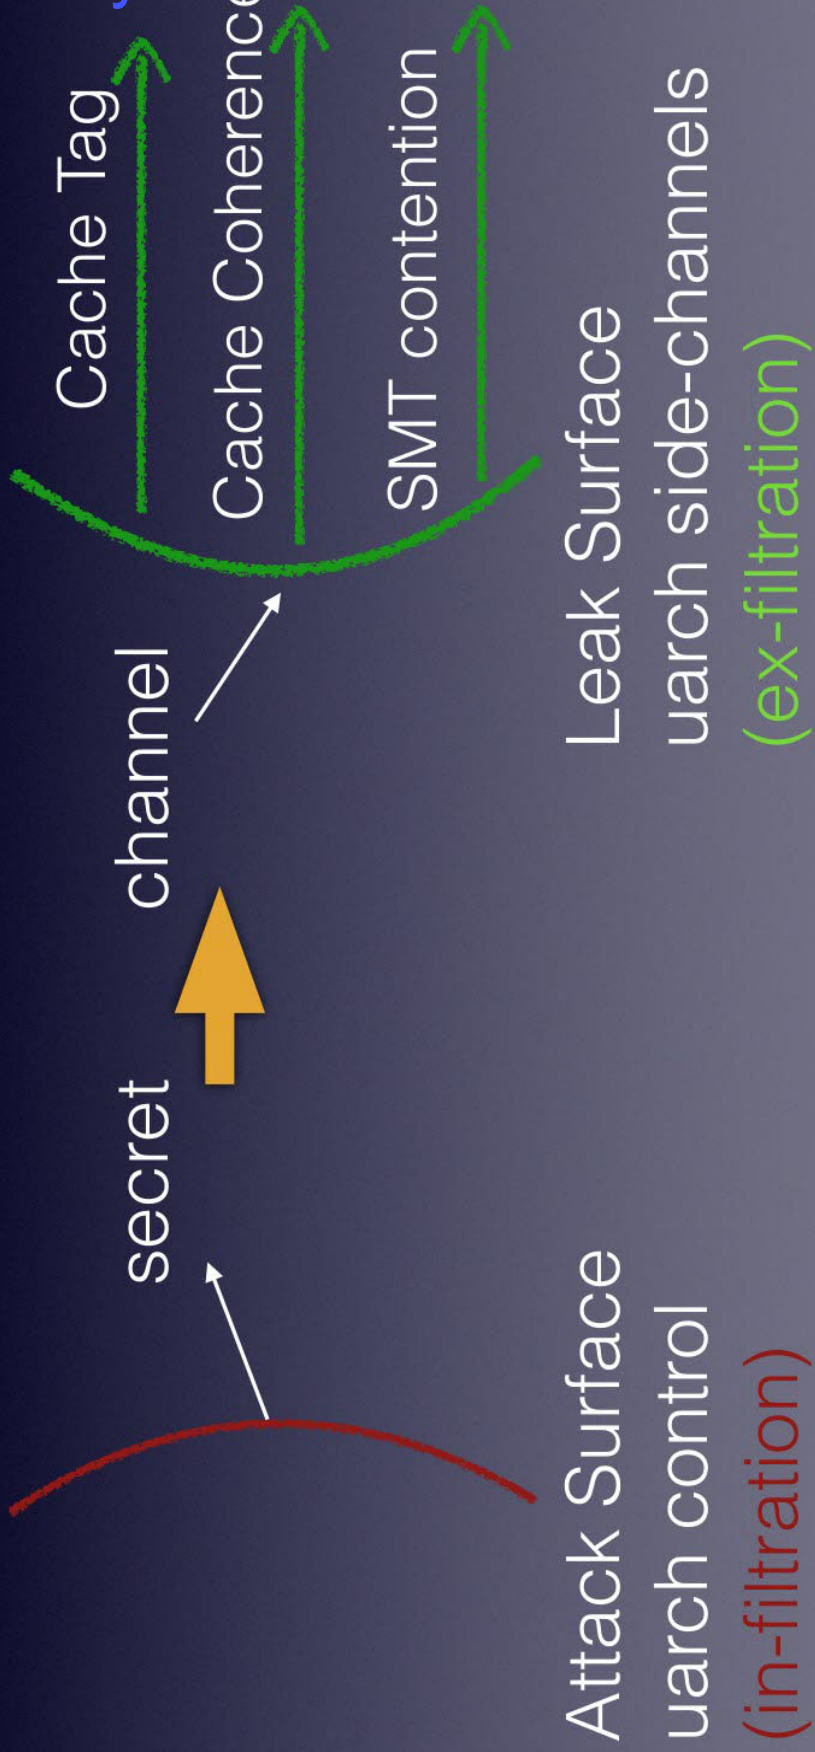 Cache Tag
Cache Coherence
SMT contention
secret
channel
Attack Surface
uarch control
(in-filtration)
Leak Surface
uarch side-channels
(ex-filtration)